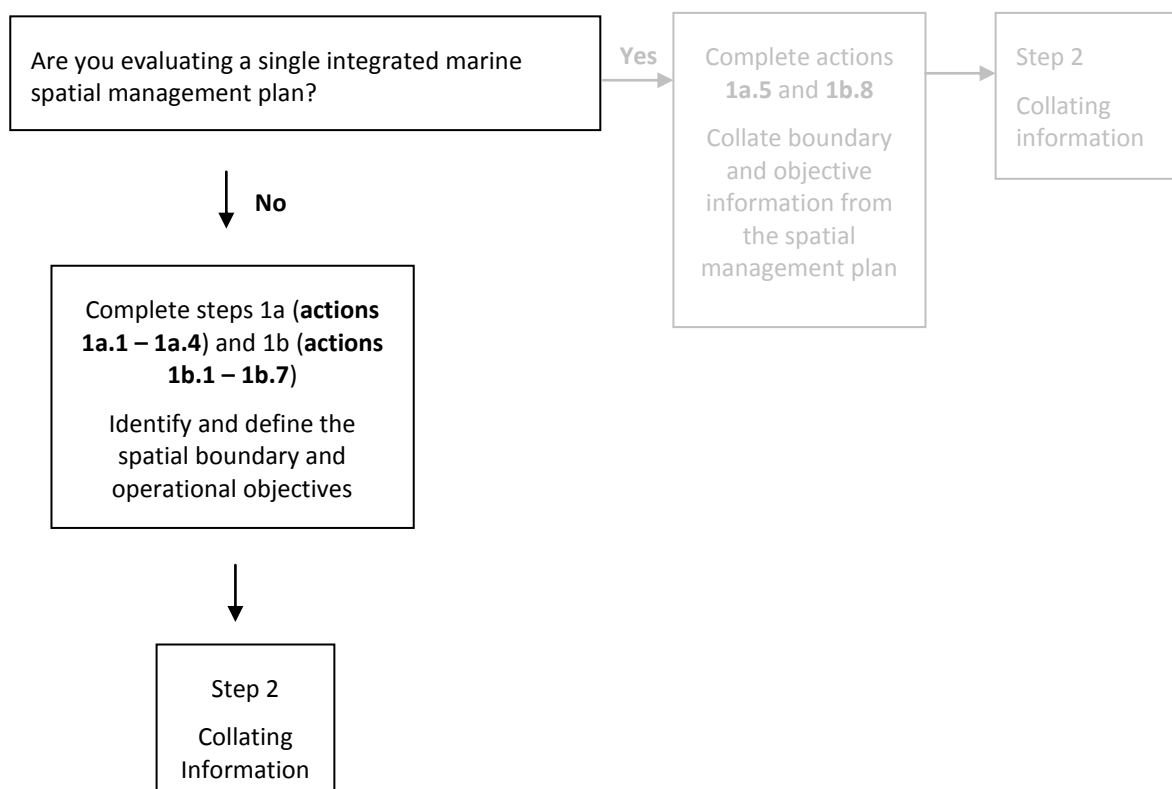 Are you evaluating a single integrated marine
spatial management plan?
Yes
Complete actions
1a.5 and 1b.8
Collate boundary
and objective
information from
the spatial
management plan
Step 2
Collating
information
No
Complete steps 1a (actions
1a.1 – 1a.4) and 1b (actions
1b.1 – 1b.7)
Identify and define the
spatial boundary and
operational objectives
Step 2
Collating
Information